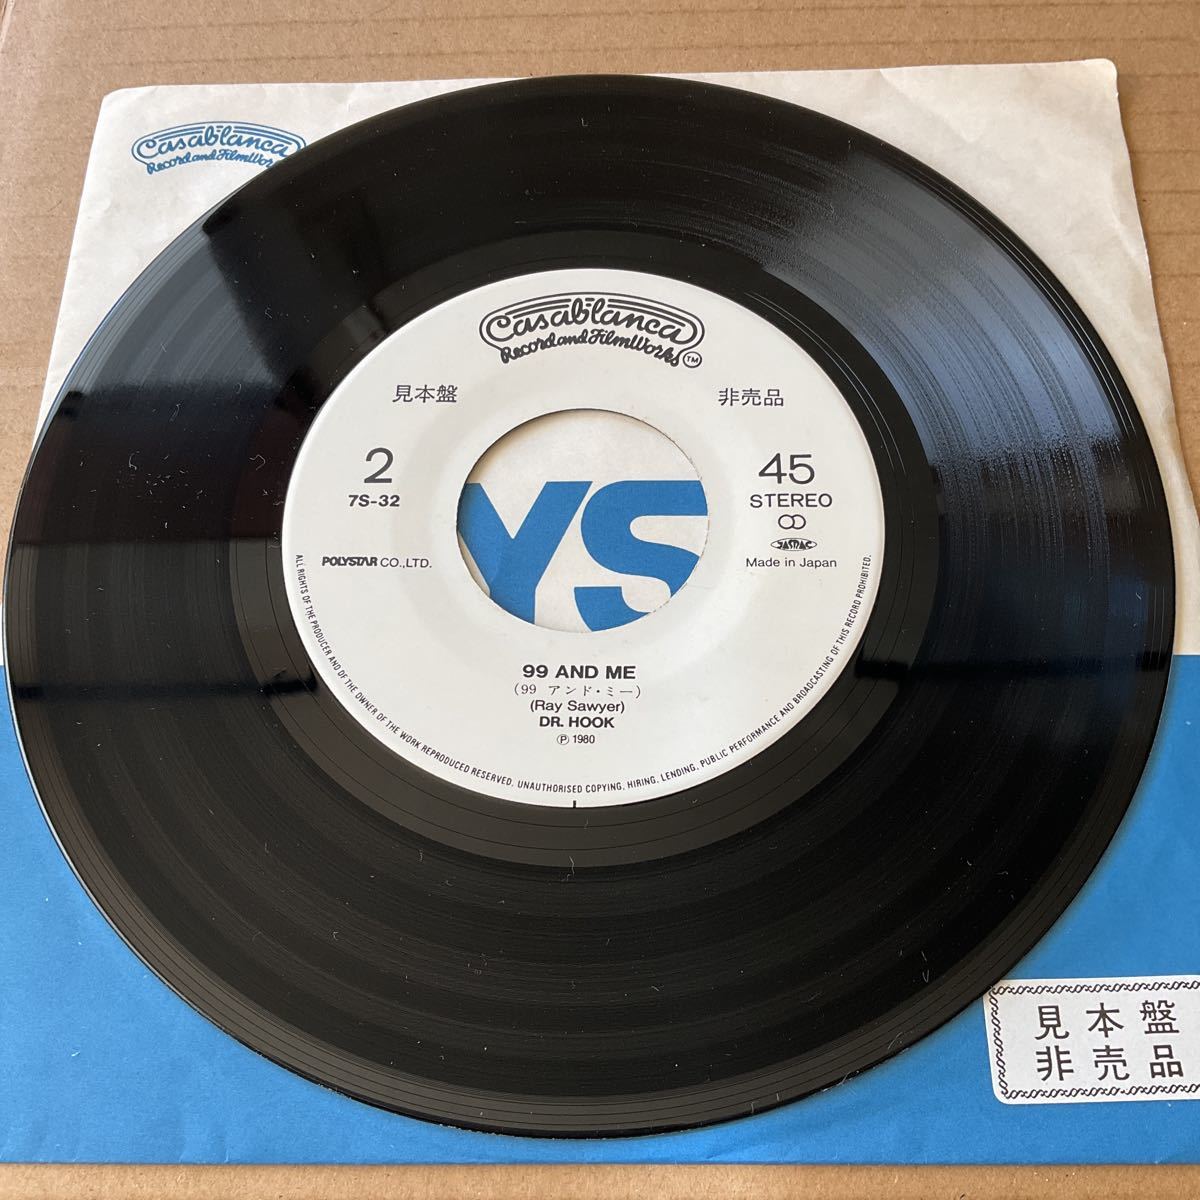 Casablanca
Record and FilmWorks
Casablanca
Record and FilmWorks TM
見本盤 非売品
2 45
7S-32 STEREO
JASRAC
POLYSTAR CO.,LTD. Made in Japan
YS
99 AND ME
(99 アンド・ミー)
(Ray Sawyer)
DR. HOOK
Ⓟ 1980
ALL RIGHTS OF THE PRODUCER AND OF THE OWNER OF THE WORK REPRODUCED RESERVED. UNAUTHORISED COPYING, HIRING, LENDING, PUBLIC PERFORMANCE AND BROADCASTING OF THIS RECORD PROHIBITED.
見本盤
非売品